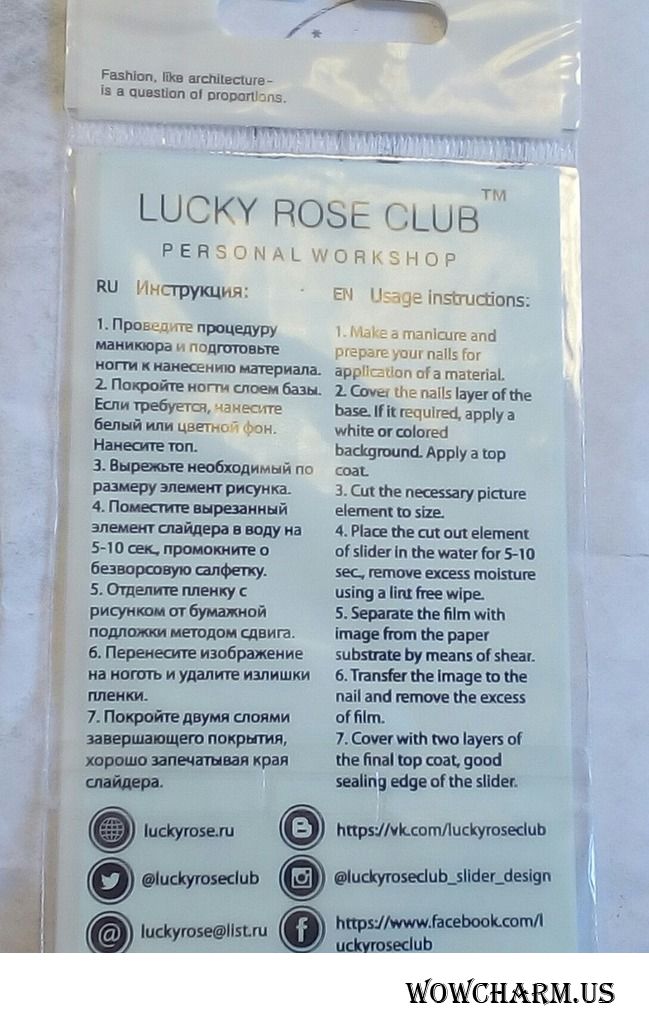 Fashion, like architecture-
is a question of proportions.
LUCKY ROSE CLUB™
PERSONAL WORKSHOP
RU Инструкция:
1. Проведите процедуру
маникюра и подготовьте
ногти к нанесению материала.
2. Покройте ногти слоем базы.
Если требуется, нанесите
белый или цветной фон.
Нанесите топ.
3. Вырежьте необходимый по
размеру элемент рисунка.
4. Поместите вырезанный
элемент слайдера в воду на
5-10 сек., промокните о
безворсовую салфетку.
5. Отделите пленку с
рисунком от бумажной
подложки методом сдвига.
6. Перенесите изображение
на ноготь и удалите излишки
пленки.
7. Покройте двумя слоями
завершающего покрытия,
хорошо запечатывая края
слайдера.
EN Usage instructions:
1. Make a manicure and
prepare your nails for
application of a material.
2. Cover the nails layer of the
base. If it required, apply a
white or colored
background. Apply a top
coat.
3. Cut the necessary picture
element to size.
4. Place the cut out element
of slider in the water for 5-10
sec., remove excess moisture
using a lint free wipe.
5. Separate the film with
image from the paper
substrate by means of shear.
6. Transfer the image to the
nail and remove the excess
of film.
7. Cover with two layers of
the final top coat, good
sealing edge of the slider.
luckyrose.ru
https://vk.com/luckyroseclub
@luckyroseclub
@luckyroseclub_slider_design
luckyrose@list.ru
https://www.facebook.com/l
uckyroseclub
WOWCHARM.US